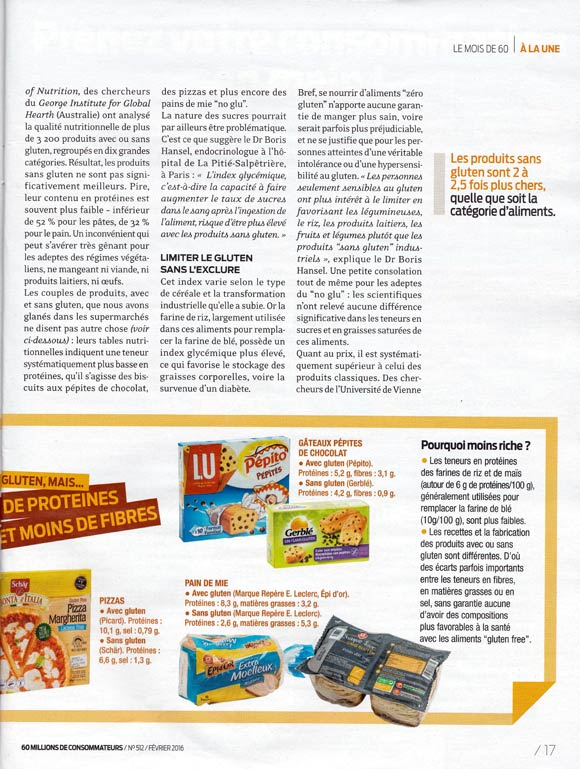 LE MOIS DE 60 | À LA UNE
of Nutrition, des chercheurs
du George Institute for Global
Hearth (Australie) ont analysé
la qualité nutritionnelle de plus
de 3 200 produits avec ou sans
gluten, regroupés en dix grandes
catégories. Résultat, les produits
sans gluten ne sont pas signi-
ficativement meilleurs. Pire,
leur contenu en protéines est
souvent plus faible – inférieur
de 52 % pour les pâtes, de 32 %
pour le pain. Un inconvénient qui
peut s'avérer très gênant pour
les adeptes des régimes végéta-
liens, ne mangeant ni viande, ni
produits laitiers, ni œufs.
Les couples de produits, avec
et sans gluten, que nous avons
glanés dans les supermarchés
ne disent pas autre chose (voir
ci-dessous) : leurs tables nutri-
tionnelles indiquent une teneur
systématiquement plus basse en
protéines, qu'il s'agisse des bis-
cuits aux pépites de chocolat,
des pizzas et plus encore des
pains de mie "no glu".
La nature des sucres pourrait
par ailleurs être problématique.
C'est ce que suggère le Dr Boris
Hansel, endocrinologue à l'hô-
pital de La Pitié-Salpêtrière,
à Paris : « L'index glycémique,
c'est-à-dire la capacité à faire
augmenter le taux de sucres
dans le sang après l'ingestion de
l'aliment, risque d'être plus élevé
avec les produits sans gluten. »
LIMITER LE GLUTEN
SANS L'EXCLURE
Cet index varie selon le type
de céréale et la transformation
industrielle qu'elle a subie. Or la
farine de riz, largement utilisée
dans ces aliments pour rempla-
cer la farine de blé, possède un
index glycémique plus élevé,
ce qui favorise le stockage des
graisses corporelles, voire la
survenue d'un diabète.
Bref, se nourrir d'aliments "zéro
gluten" n'apporte aucune garan-
tie de manger plus sain, voire
serait parfois plus préjudiciable,
et ne se justifie que pour les per-
sonnes atteintes d'une véritable
intolérance ou d'une hypersensi-
bilité au gluten. « Les personnes
seulement sensibles au gluten
ont plus intérêt à le limiter en
favorisant les légumineuses,
le riz, les produits laitiers, les
fruits et légumes plutôt que les
produits "sans gluten" indus-
triels », explique le Dr Boris
Hansel. Une petite consolation
tout de même pour les adeptes
du "no glu" : les scientifiques
n'ont relevé aucune différence
significative dans les teneurs en
sucres et en graisses saturées de
ces aliments.
Quant au prix, il est systémati-
quement supérieur à celui des
produits classiques. Des cher-
cheurs de l'Université de Vienne
Les produits sans
gluten sont 2 à
2,5 fois plus chers,
quelle que soit la
catégorie d'aliments.
GLUTEN, MAIS...
DE PROTEINES
ET MOINS DE FIBRES
GÂTEAUX PÉPITES
DE CHOCOLAT
● Avec gluten (Pépito).
Protéines : 5,2 g, fibres : 3,1 g.
● Sans gluten (Gerblé).
Protéines : 4,2 g, fibres : 0,9 g.
LU
Pépito
PÉPITES
Gerblé
Schär
Pizza
Margherita
PIZZAS
● Avec gluten
(Picard). Protéines :
10,1 g, sel : 0,79 g.
● Sans gluten
(Schär). Protéines :
6,6 g, sel : 1,3 g.
PAIN DE MIE
● Avec gluten (Marque Repère E. Leclerc, Épi d'or).
Protéines : 8,3 g, matières grasses : 3,2 g.
● Sans gluten (Marque Repère E. Leclerc).
Protéines : 2,6 g, matières grasses : 5,3 g.
EPI D'OR
Extra
Moelleux
Pourquoi moins riche ?
● Les teneurs en protéines
des farines de riz et de maïs
(autour de 6 g de protéines/100 g),
généralement utilisées pour
remplacer la farine de blé
(10g/100 g), sont plus faibles.
● Les recettes et la fabrication
des produits avec ou sans
gluten sont différentes. D'où
des écarts parfois importants
entre les teneurs en fibres,
en matières grasses ou en
sel, sans garantie aucune
d'avoir des compositions
plus favorables à la santé
avec les aliments "gluten free".
60 MILLIONS DE CONSOMMATEURS / N° 512 / FÉVRIER 2016
/ 17